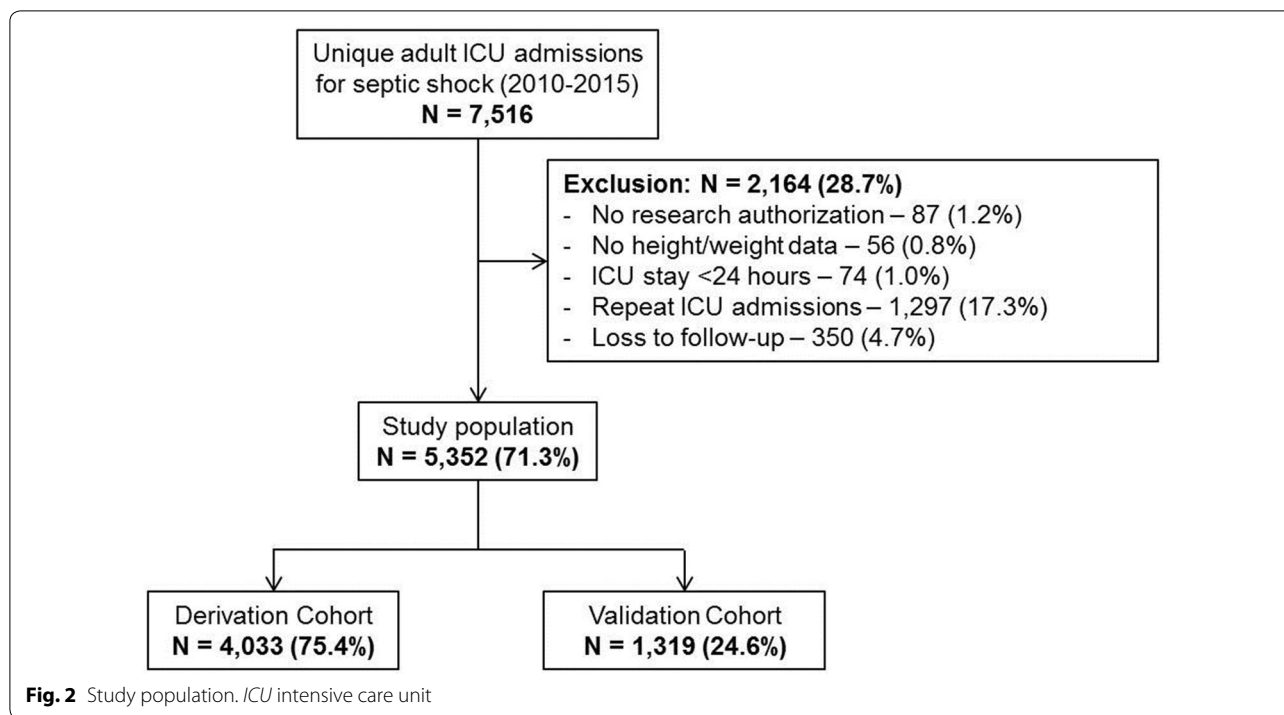 Unique adult ICU admissions
for septic shock (2010-2015)
N = 7,516
Exclusion: N = 2,164 (28.7%)
- No research authorization – 87 (1.2%)
- No height/weight data – 56 (0.8%)
- ICU stay <24 hours – 74 (1.0%)
- Repeat ICU admissions – 1,297 (17.3%)
- Loss to follow-up – 350 (4.7%)
Study population
N = 5,352 (71.3%)
Derivation Cohort
N = 4,033 (75.4%)
Validation Cohort
N = 1,319 (24.6%)
Fig. 2 Study population. ICU intensive care unit